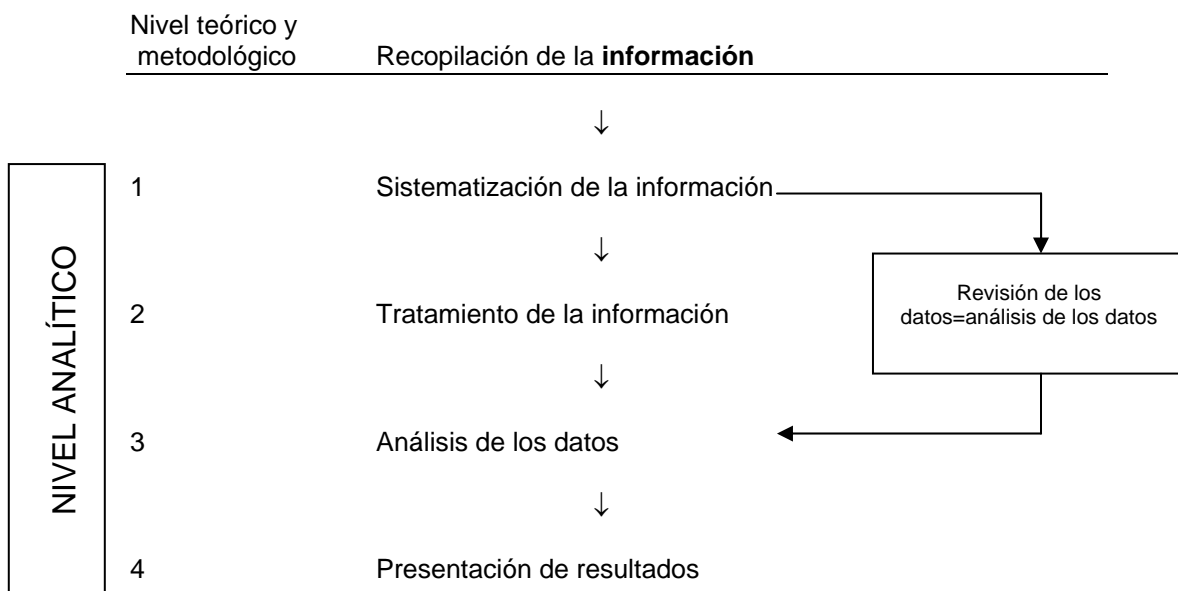 Nivel teórico y
metodológico Recopilación de la información
↓
1 Sistematización de la información
↓
Revisión de los
datos=análisis de los datos
NIVEL ANALÍTICO
2 Tratamiento de la información
↓
3 Análisis de los datos
↓
4 Presentación de resultados